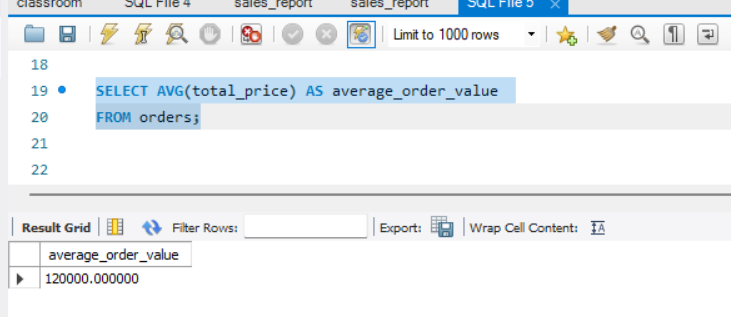 classroom SQL File 4 sales_report sales_report SQL File 5
Limit to 1000 rows
18
19 SELECT AVG(total_price) AS average_order_value
20 FROM orders;
21
22
Result Grid Filter Rows: Export: Wrap Cell Content: IA
average_order_value
120000.000000